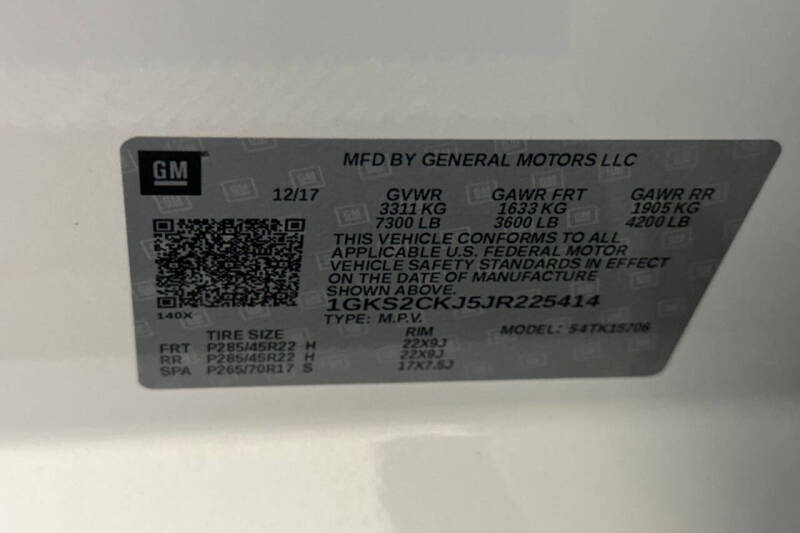 GM
MFD BY GENERAL MOTORS LLC
12/17 GVWR GAWR FRT GAWR RR
3311 KG 1633 KG 1905 KG
7300 LB 3600 LB 4200 LB
THIS VEHICLE CONFORMS TO ALL
APPLICABLE U.S. FEDERAL MOTOR
VEHICLE SAFETY STANDARDS IN EFFECT
ON THE DATE OF MANUFACTURE
SHOWN ABOVE.
140X
1GKS2CKJ5JR225414
TYPE: M.P.V. MODEL: 54TK15706
TIRE SIZE RIM
FRT P285/45R22 H 22X9J
RR P285/45R22 H 22X9J
SPA P265/70R17 S 17X7.5J